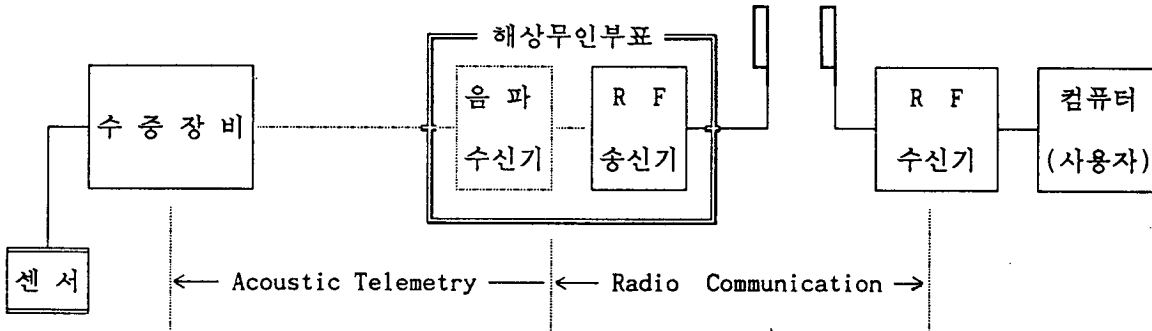 해상무인부표
수 중 장 비
음 파
수신기
R F
송신기
R F
수신기
컴퓨터
(사용자)
센 서
Acoustic Telemetry
Radio Communication